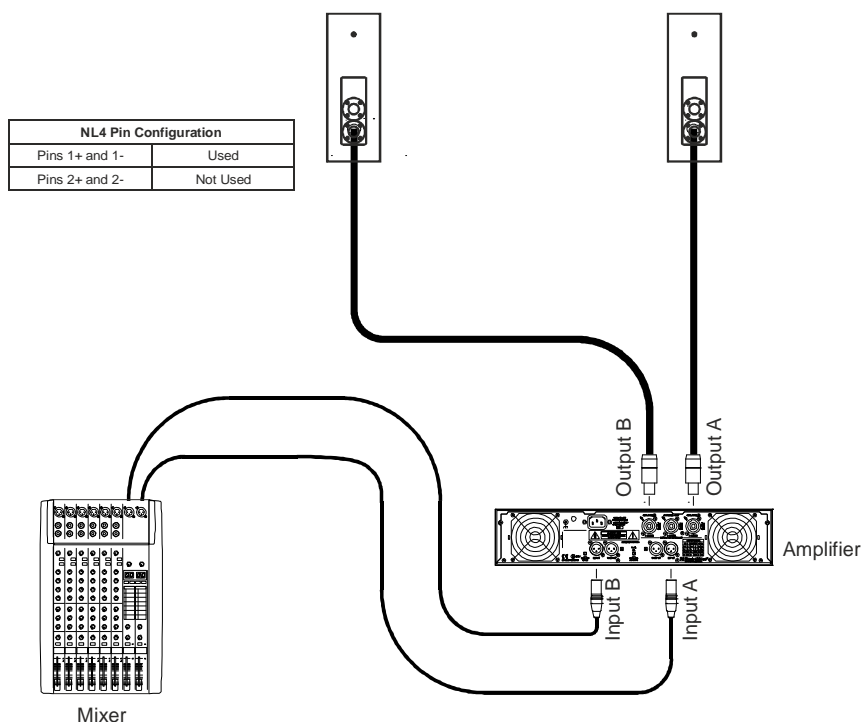 NL4 Pin Configuration
Pins 1+ and 1- Used
Pins 2+ and 2- Not Used
Output B
Output A
Amplifier
Input B
Input A
Mixer